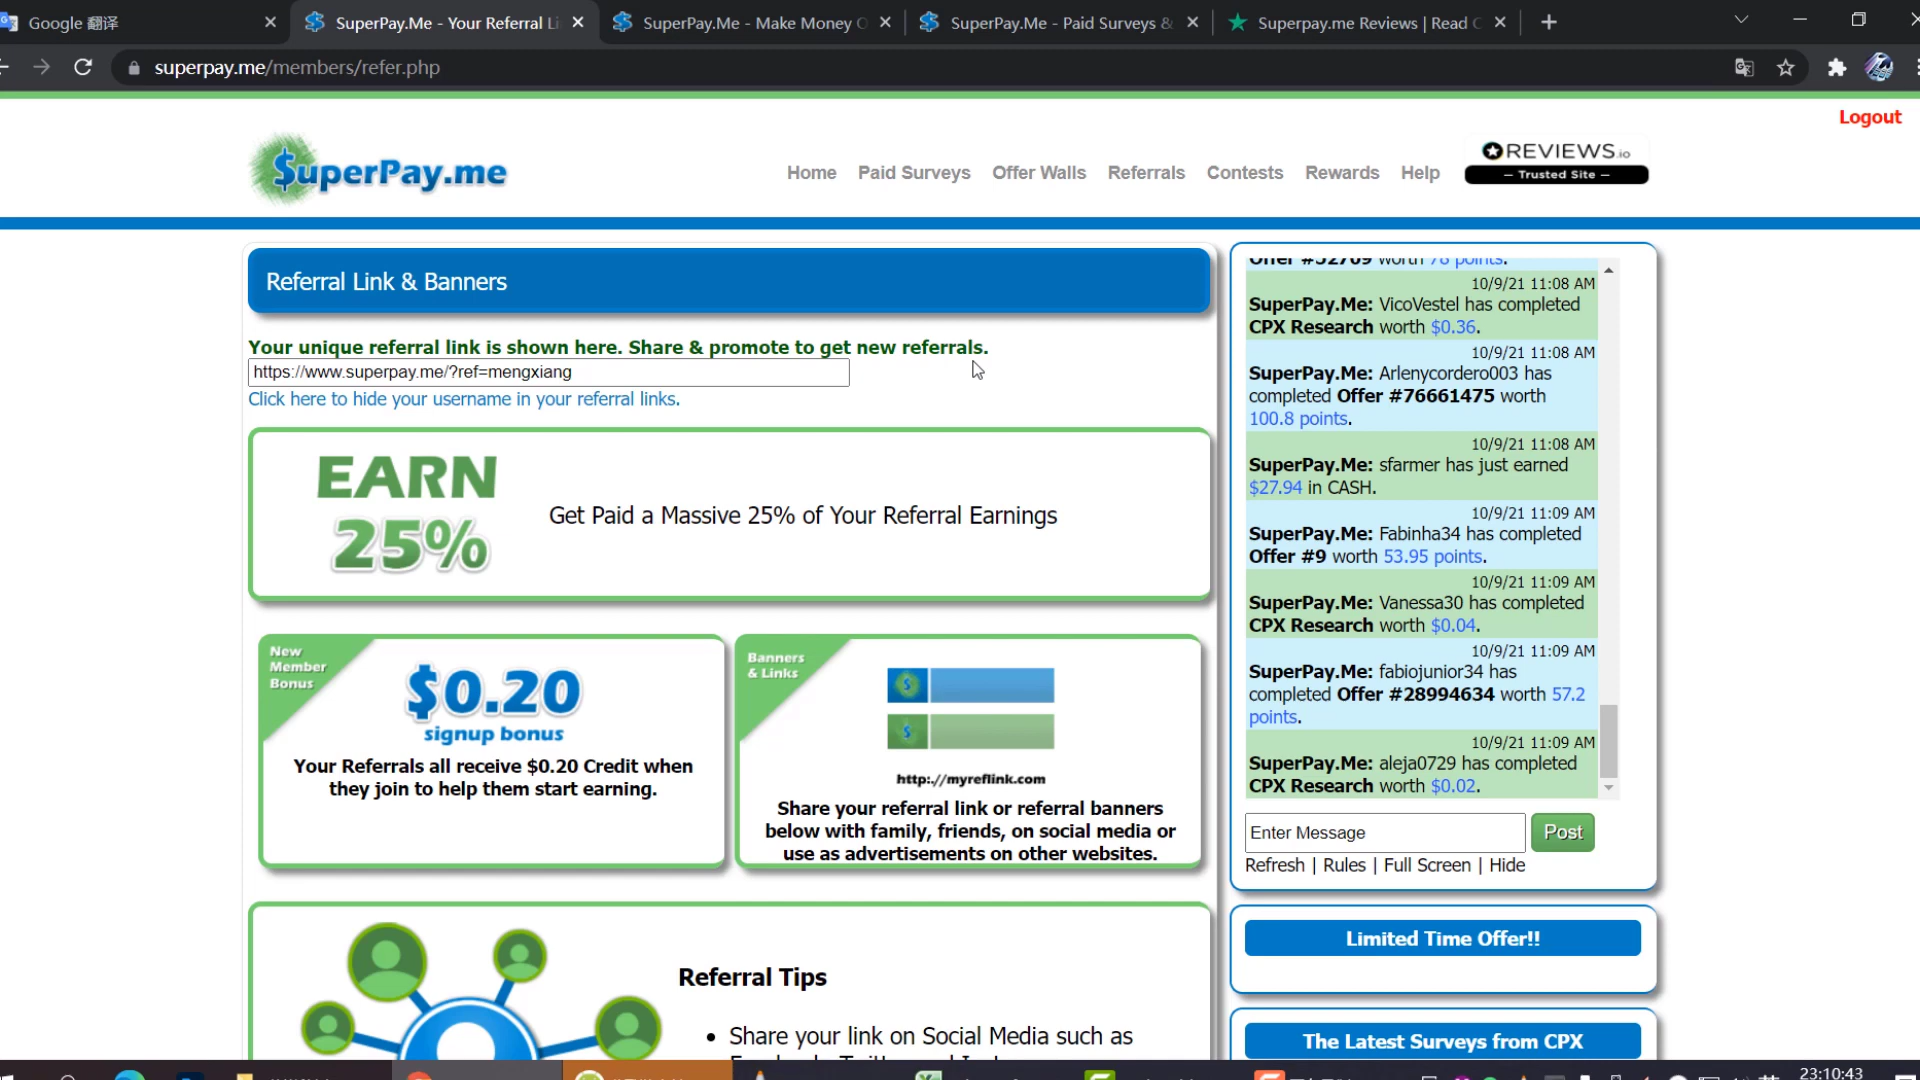 Google 翻译
SuperPay.Me - Your Referral Li
SuperPay.Me - Make Money O
SuperPay.Me - Paid Surveys &
Superpay.me Reviews | Read C
superpay.me/members/refer.php
Logout
$uperPay.me
Home Paid Surveys Offer Walls Referrals Contests Rewards Help
REVIEWS.io
— Trusted Site —
Referral Link & Banners
Your unique referral link is shown here. Share & promote to get new referrals.
https://www.superpay.me/?ref=mengxiang
Click here to hide your username in your referral links.
EARN
25%
Get Paid a Massive 25% of Your Referral Earnings
New
Member
Bonus
$0.20
signup bonus
Your Referrals all receive $0.20 Credit when
they join to help them start earning.
Banners
& Links
http://myreflink.com
Share your referral link or referral banners
below with family, friends, on social media or
use as advertisements on other websites.
Referral Tips
• Share your link on Social Media such as
Offer #52769 worth 78 points.
10/9/21 11:08 AM
SuperPay.Me: VicoVestel has completed
CPX Research worth $0.36.
10/9/21 11:08 AM
SuperPay.Me: Arlenycordero003 has
completed Offer #76661475 worth
100.8 points.
10/9/21 11:08 AM
SuperPay.Me: sfarmer has just earned
$27.94 in CASH.
10/9/21 11:09 AM
SuperPay.Me: Fabinha34 has completed
Offer #9 worth 53.95 points.
10/9/21 11:09 AM
SuperPay.Me: Vanessa30 has completed
CPX Research worth $0.04.
10/9/21 11:09 AM
SuperPay.Me: fabiojunior34 has
completed Offer #28994634 worth 57.2
points.
10/9/21 11:09 AM
SuperPay.Me: aleja0729 has completed
CPX Research worth $0.02.
Enter Message
Post
Refresh | Rules | Full Screen | Hide
Limited Time Offer!!
The Latest Surveys from CPX
23:10:43